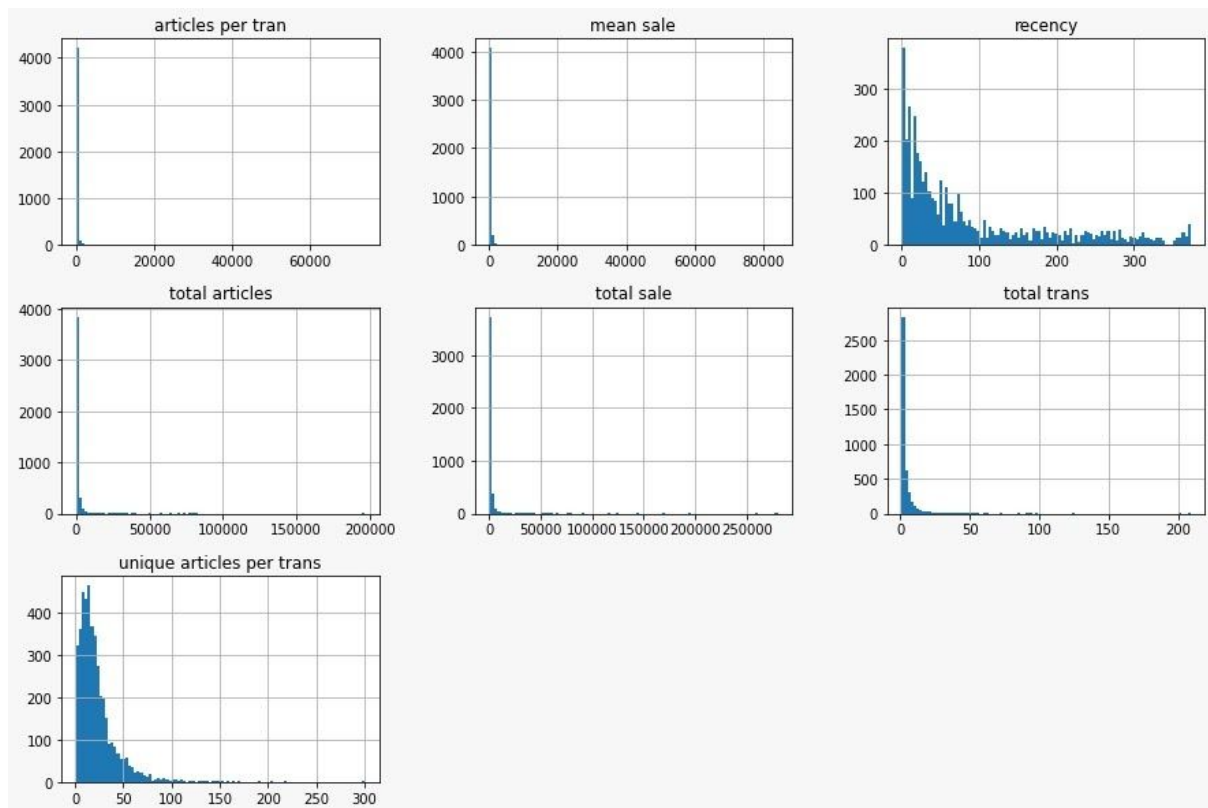 articles per tran
4000
3000
2000
1000
0
0 20000 40000 60000
mean sale
4000
3000
2000
1000
0
0 20000 40000 60000 80000
recency
300
200
100
0
0 100 200 300
total articles
4000
3000
2000
1000
0
0 50000 100000 150000 200000
total sale
3000
2000
1000
0
0 50000 100000 150000 200000 250000
total trans
2500
2000
1500
1000
500
0
0 50 100 150 200
unique articles per trans
400
300
200
100
0
0 50 100 150 200 250 300